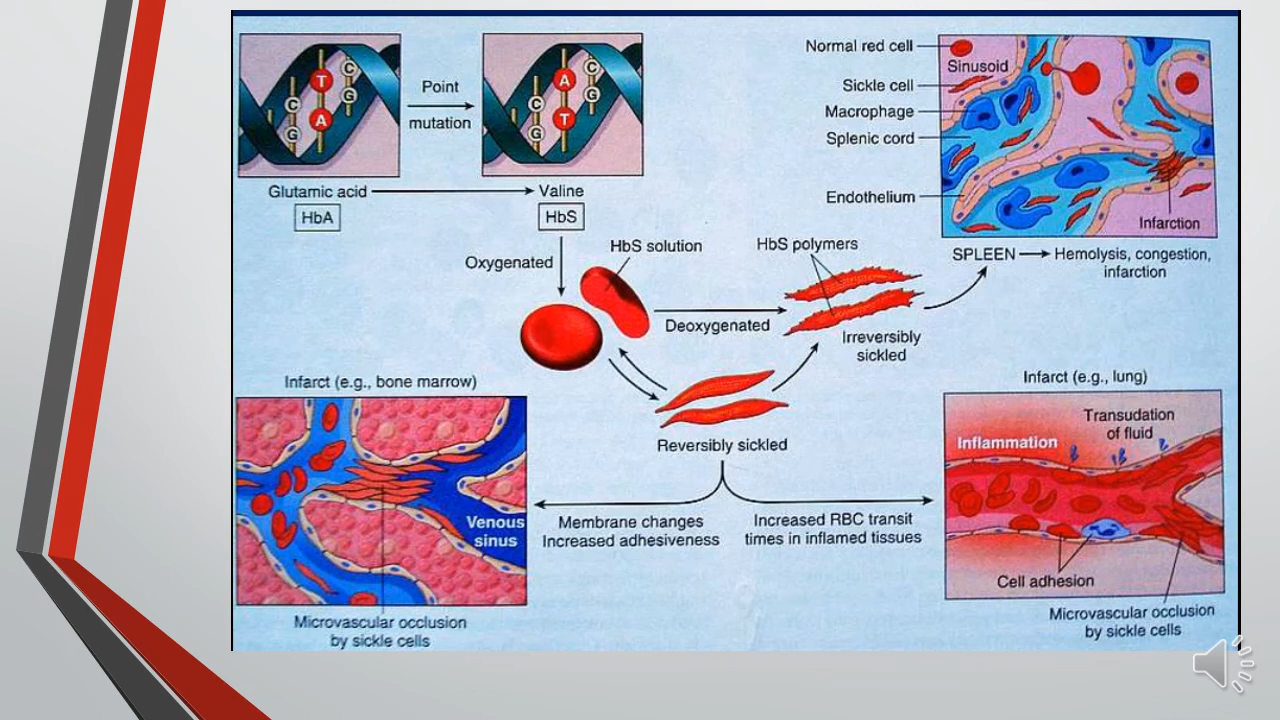 T
A
C
G
C
G
Point
mutation
A
T
C
G
C
G
Glutamic acid
Valine
HbA
HbS
Oxygenated
HbS solution
HbS polymers
Deoxygenated
Irreversibly
sickled
Reversibly sickled
Normal red cell
Sickle cell
Macrophage
Splenic cord
Endothelium
Sinusoid
Infarction
SPLEEN
Hemolysis, congestion,
infarction
Infarct (e.g., bone marrow)
Venous
sinus
Microvascular occlusion
by sickle cells
Membrane changes
Increased adhesiveness
Increased RBC transit
times in inflamed tissues
Infarct (e.g., lung)
Transudation
of fluid
Inflammation
Cell adhesion
Microvascular occlusion
by sickle cells